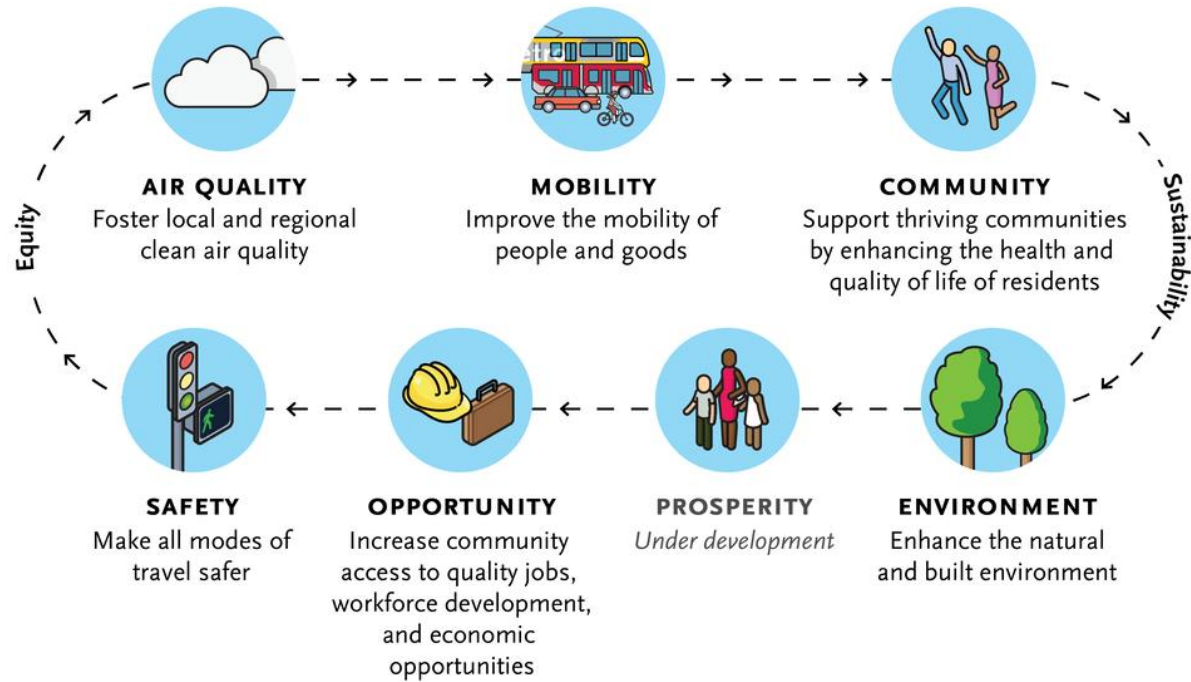 etro
AIR QUALITY
Foster local and regional
clean air quality
MOBILITY
Improve the mobility of
people and goods
COMMUNITY
Support thriving communities
by enhancing the health and
quality of life of residents
Equity
Sustainability
SAFETY
Make all modes of
travel safer
OPPORTUNITY
Increase community
access to quality jobs,
workforce development,
and economic
opportunities
PROSPERITY
Under development
ENVIRONMENT
Enhance the natural
and built environment